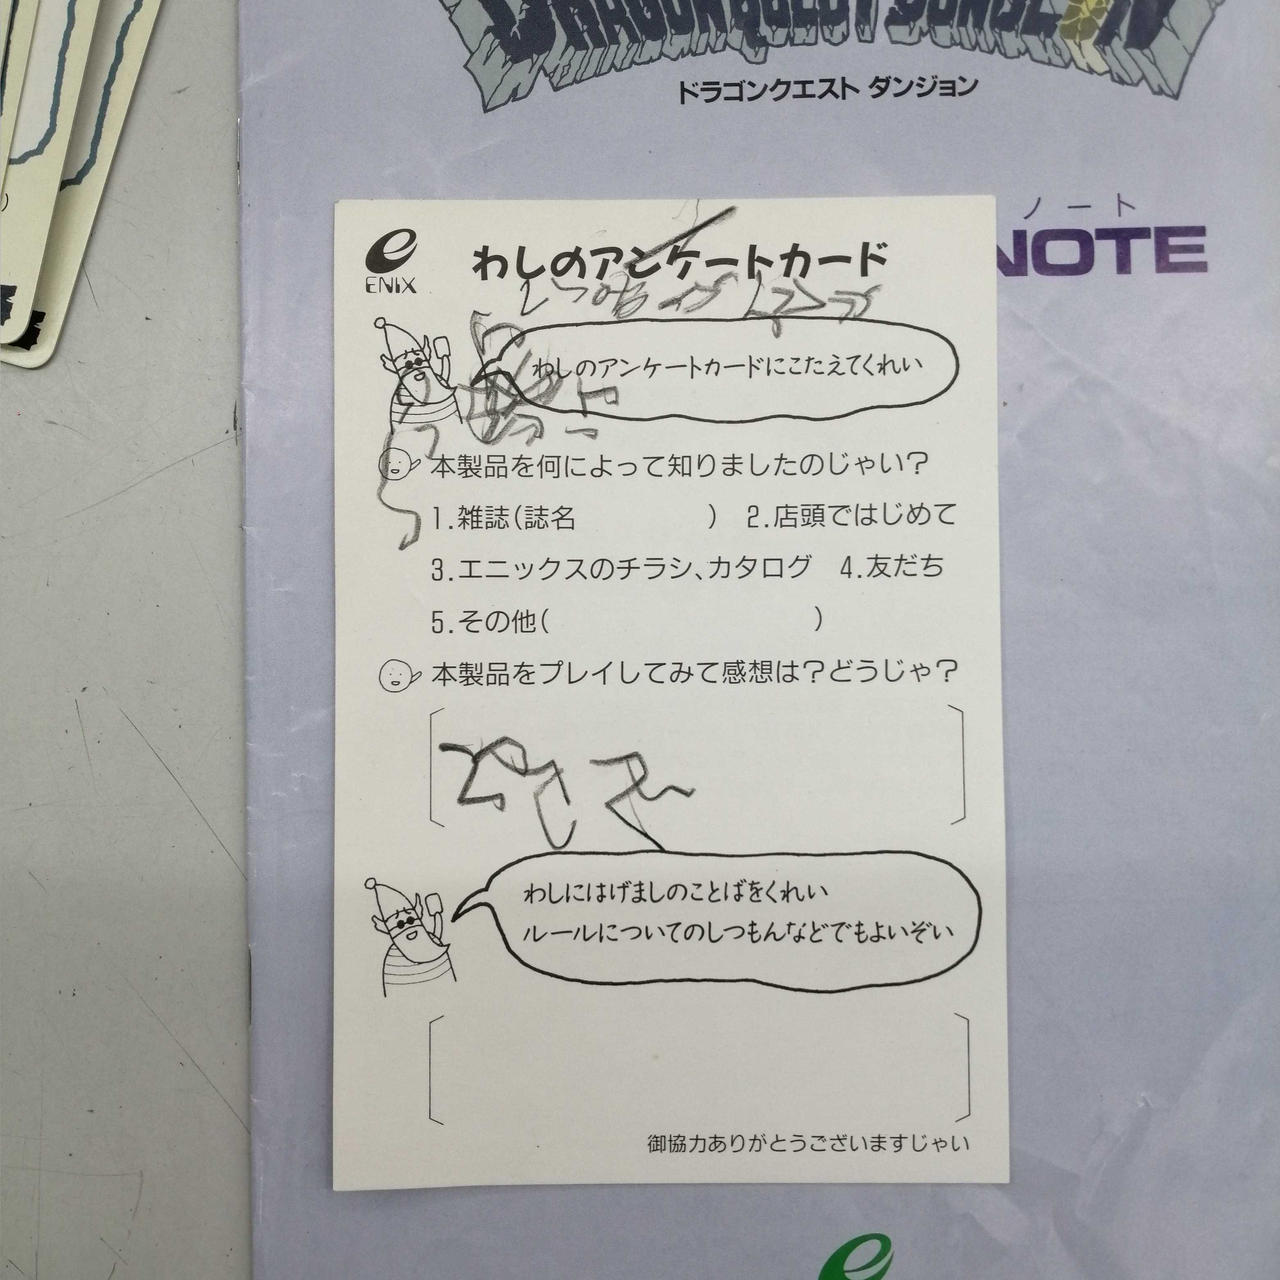 DRAGON QUEST DUNGEON
ドラゴンクエスト ダンジョン
ノート
NOTE
ENIX
わしのアンケートカード
わしのアンケートカードにこたえてくれい
本製品を何によって知りましたのじゃい？
1.雑誌(誌名　　　　　) 2.店頭ではじめて
3.エニックスのチラシ、カタログ 4.友だち
5.その他(　　　　　　　　　　)
本製品をプレイしてみて感想は？どうじゃ？
わしにはげましのことばをくれい
ルールについてのしつもんなどでもよいぞい
御協力ありがとうございますじゃい